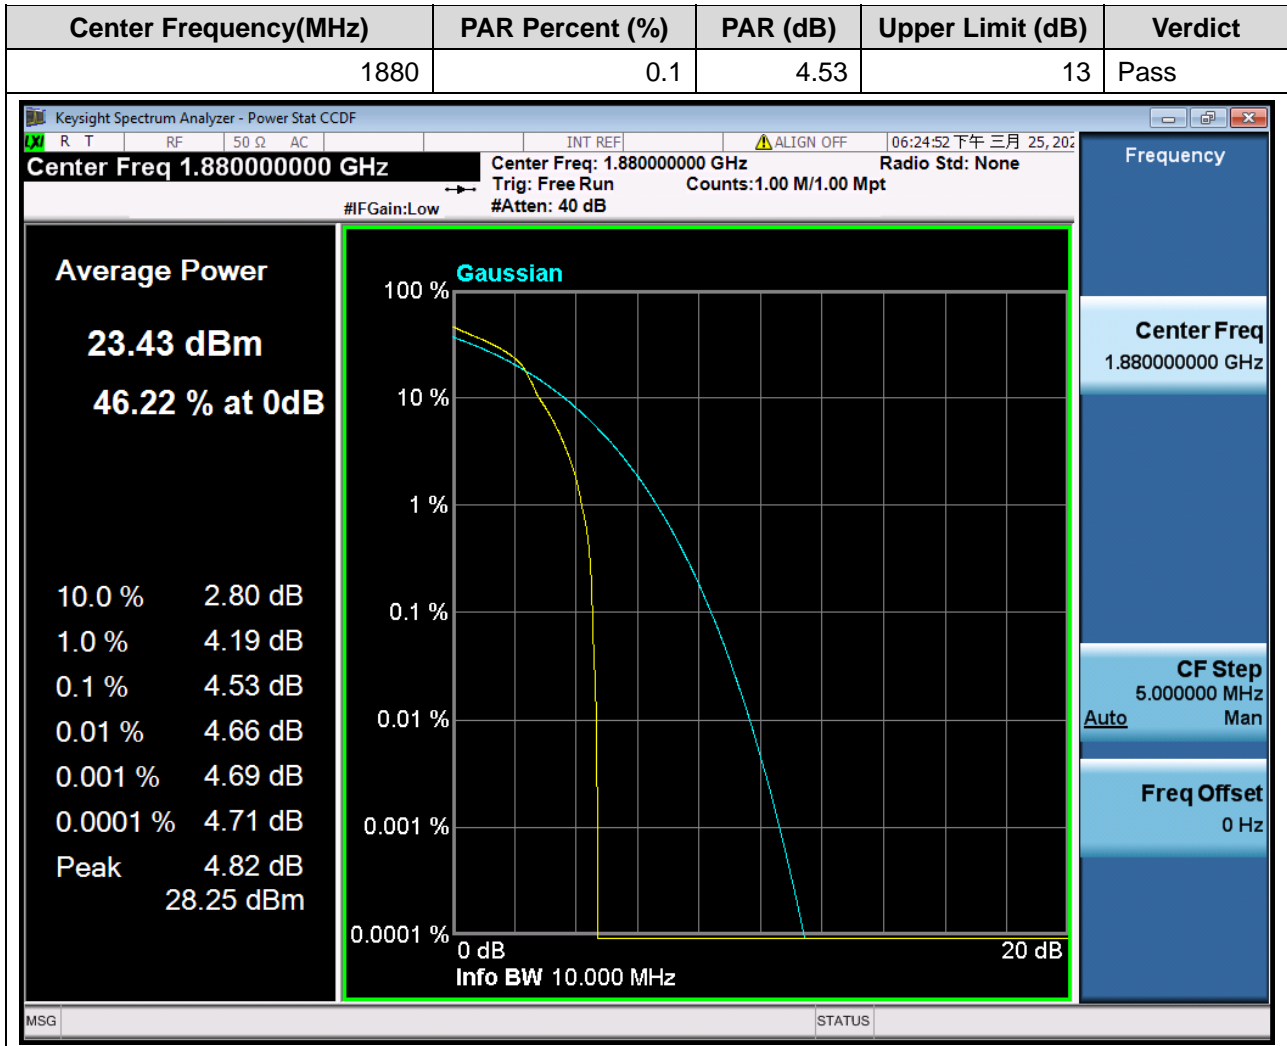 Center Frequency(MHz) PAR Percent (%) PAR (dB) Upper Limit (dB) Verdict
1880 0.1 4.53 13 Pass
Keysight Spectrum Analyzer - Power Stat CCDF
LXI R T RF 50 Ω AC INT REF ALIGN OFF 06:24:52 下午 三月 25, 202
Center Freq 1.880000000 GHz
Center Freq: 1.880000000 GHz Radio Std: None
Trig: Free Run Counts:1.00 M/1.00 Mpt
#IFGain:Low #Atten: 40 dB
Frequency
Average Power
23.43 dBm
46.22 % at 0dB
10.0 % 2.80 dB
1.0 % 4.19 dB
0.1 % 4.53 dB
0.01 % 4.66 dB
0.001 % 4.69 dB
0.0001 % 4.71 dB
Peak 4.82 dB
28.25 dBm
Gaussian
100 %
10 %
1 %
0.1 %
0.01 %
0.001 %
0.0001 %
0 dB 20 dB
Info BW 10.000 MHz
Center Freq
1.880000000 GHz
CF Step
5.000000 MHz
Auto Man
Freq Offset
0 Hz
MSG STATUS